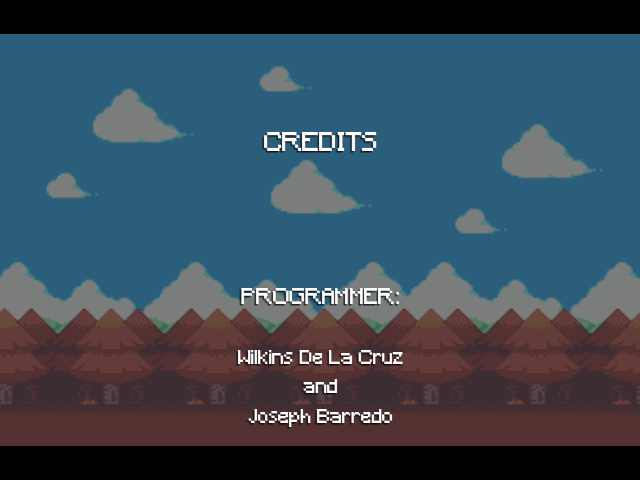 CREDITS
PROGRAMMER:
Wilkins De La Cruz
and
Joseph Barredo